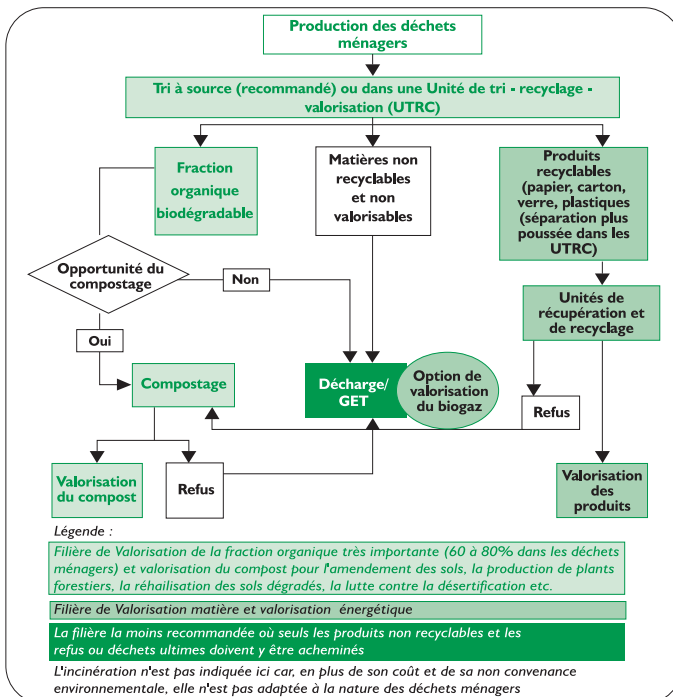 Production des déchets
ménagers
Tri à source (recommandé) ou dans une Unité de tri - recyclage -
valorisation (UTRC)
Fraction
organique
biodégradable
Matières non
recyclables
et non
valorisables
Produits
recyclables
(papier, carton,
verre, plastiques
(séparation plus
poussée dans les
UTRC)
Opportunité du
compostage
Non
Oui
Unités de
récupération et
de recyclage
Compostage
Décharge/
GET
Option de
valorisation
du biogaz
Refus
Valorisation
du compost
Refus
Valorisation
des
produits
Légende :
Filière de Valorisation de la fraction organique très importante (60 à 80% dans les déchets
ménagers) et valorisation du compost pour l'amendement des sols, la production de plants
forestiers, la réhailisation des sols dégradés, la lutte contre la désertification etc.
Filière de Valorisation matière et valorisation énergétique
La filière la moins recommandée où seuls les produits non recyclables et les
refus ou déchets ultimes doivent y être acheminés
L'incinération n'est pas indiquée ici car, en plus de son coût et de sa non convenance
environnementale, elle n'est pas adaptée à la nature des déchets ménagers